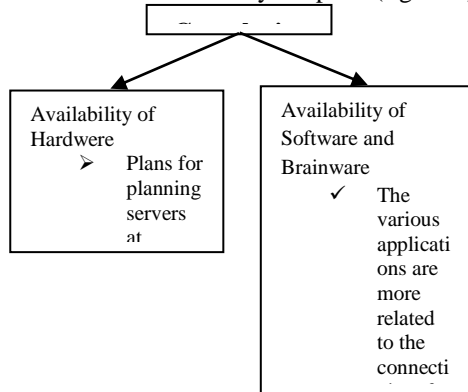 Availability of
Hardwere
➢ Plans for
planning
servers
at
Availability of
Software and
Brainware
✓ The
various
applicati
ons are
more
related
to the
connecti